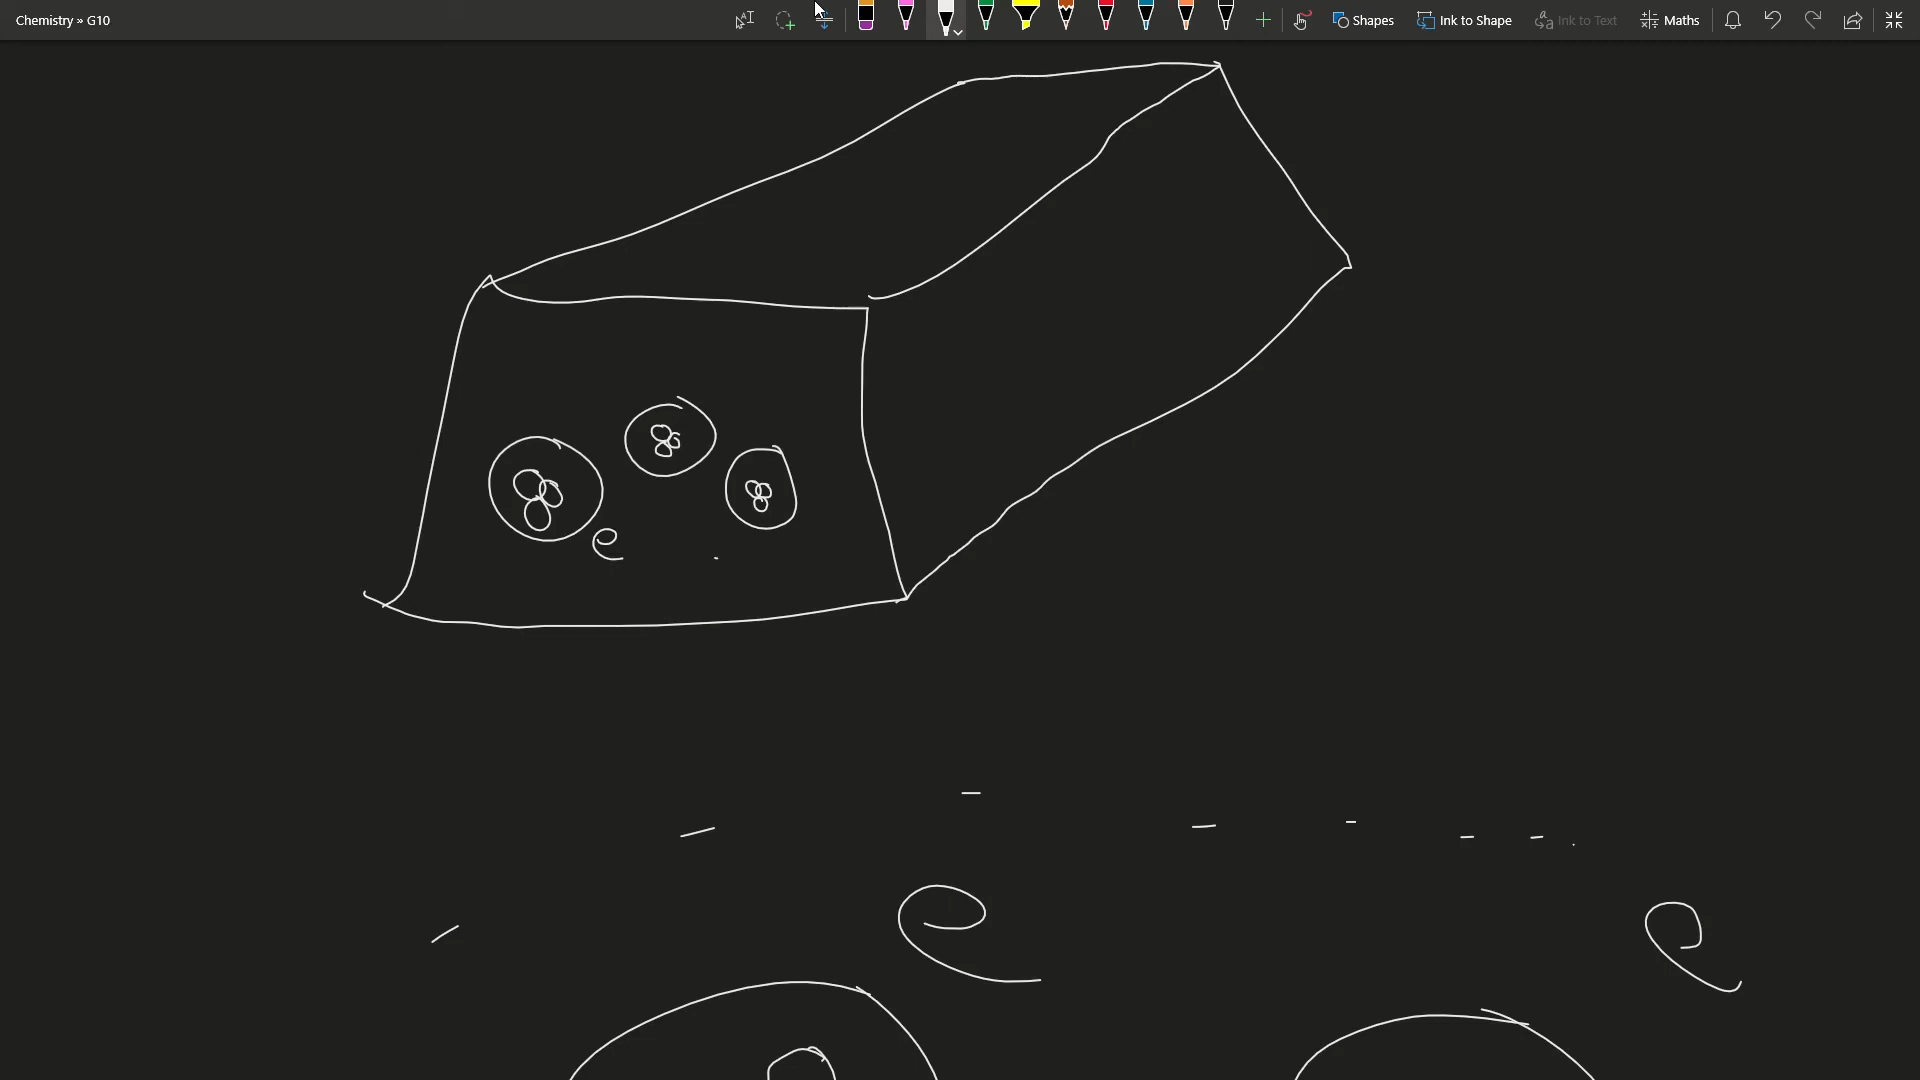 Chemistry » G10
Shapes
Ink to Shape
Ink to Text
Maths
e
e
e